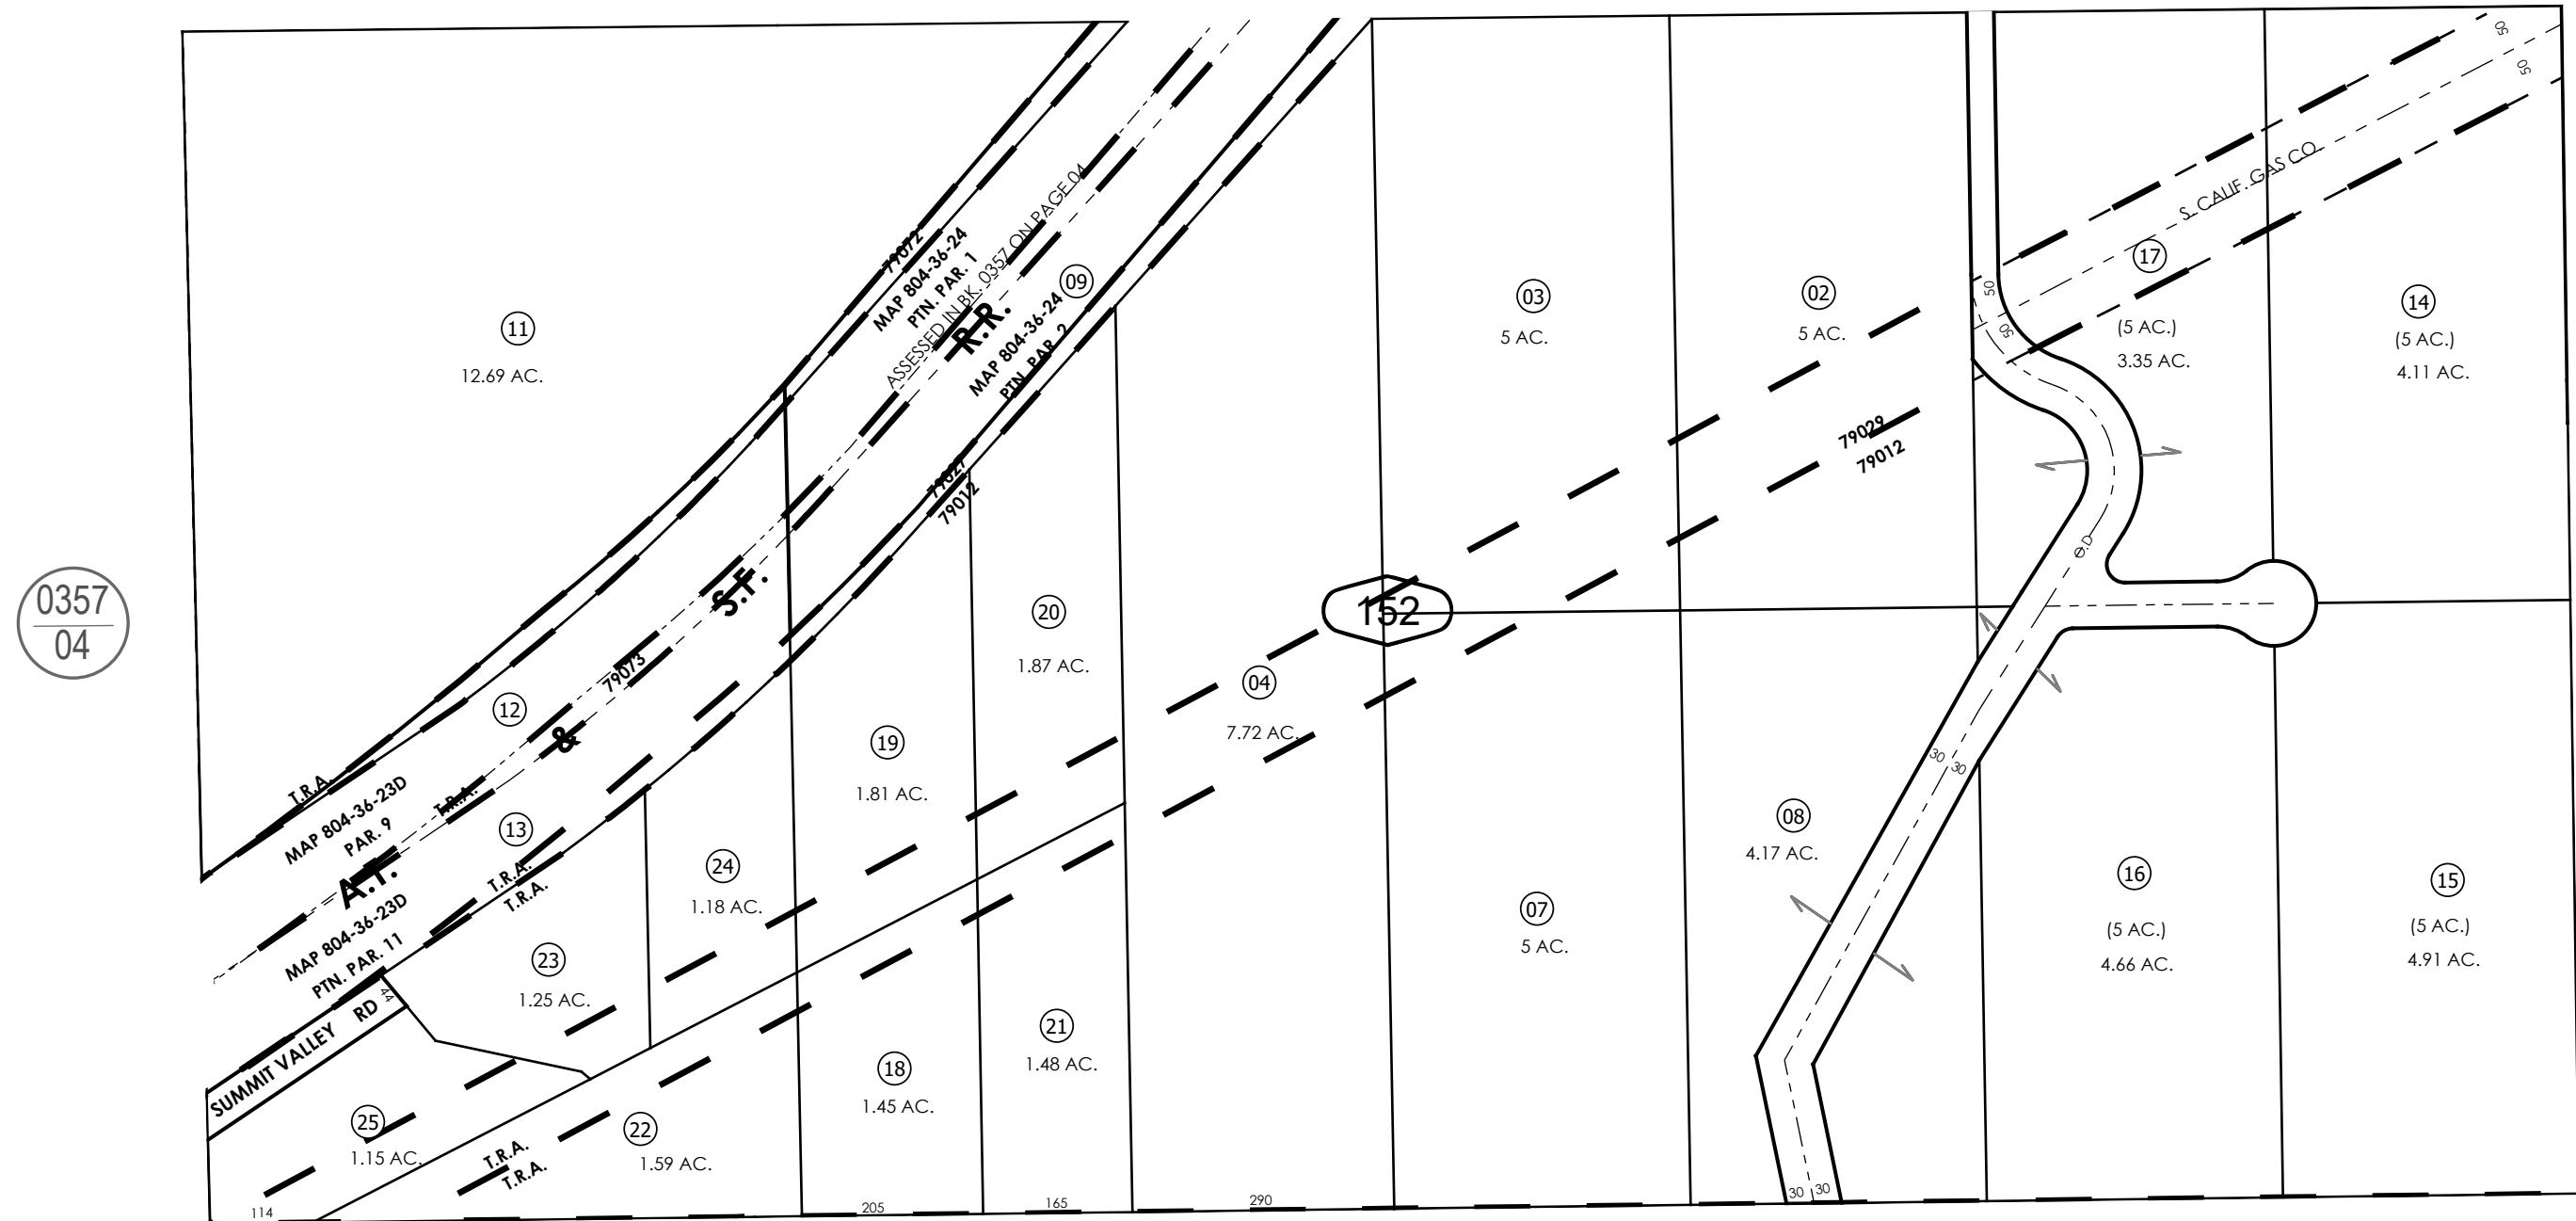 0357
04
11
12.69 AC.
79072
MAP 804-36-24
PTN. PAR. 1
ASSESSED IN BK. 0357 ON PAGE 04
R.R.
09
MAP 804-36-24
PTN. PAR. 2
79027
79012
S.F.
79073
&
12
T.R.A.
MAP 804-36-23D
PAR. 9
T.R.A.
13
A.T.
MAP 804-36-23D
PTN. PAR. 11
T.R.A.
T.R.A.
SUMMIT VALLEY RD
44
03
5 AC.
02
5 AC.
79029
79012
50
50
S. CALIF. GAS CO.
50
50
17
(5 AC.)
3.35 AC.
14
(5 AC.)
4.11 AC.
O.D
152
20
1.87 AC.
19
1.81 AC.
04
7.72 AC.
24
1.18 AC.
23
1.25 AC.
25
1.15 AC.
22
1.59 AC.
T.R.A.
T.R.A.
18
1.45 AC.
21
1.48 AC.
07
5 AC.
08
4.17 AC.
30 30
16
(5 AC.)
4.66 AC.
15
(5 AC.)
4.91 AC.
114
205
165
290
30 30